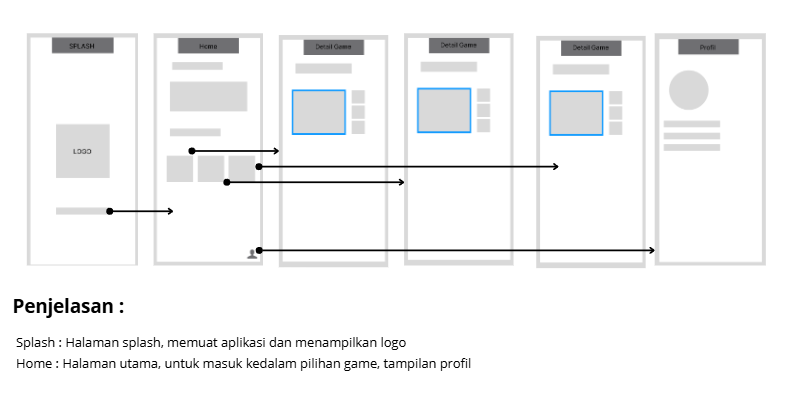 SPLASH
Home
Detail Game
Detail Game
Detail Game
Profil
LOGO
Penjelasan :
Splash : Halaman splash, memuat aplikasi dan menampilkan logo
Home : Halaman utama, untuk masuk kedalam pilihan game, tampilan profil